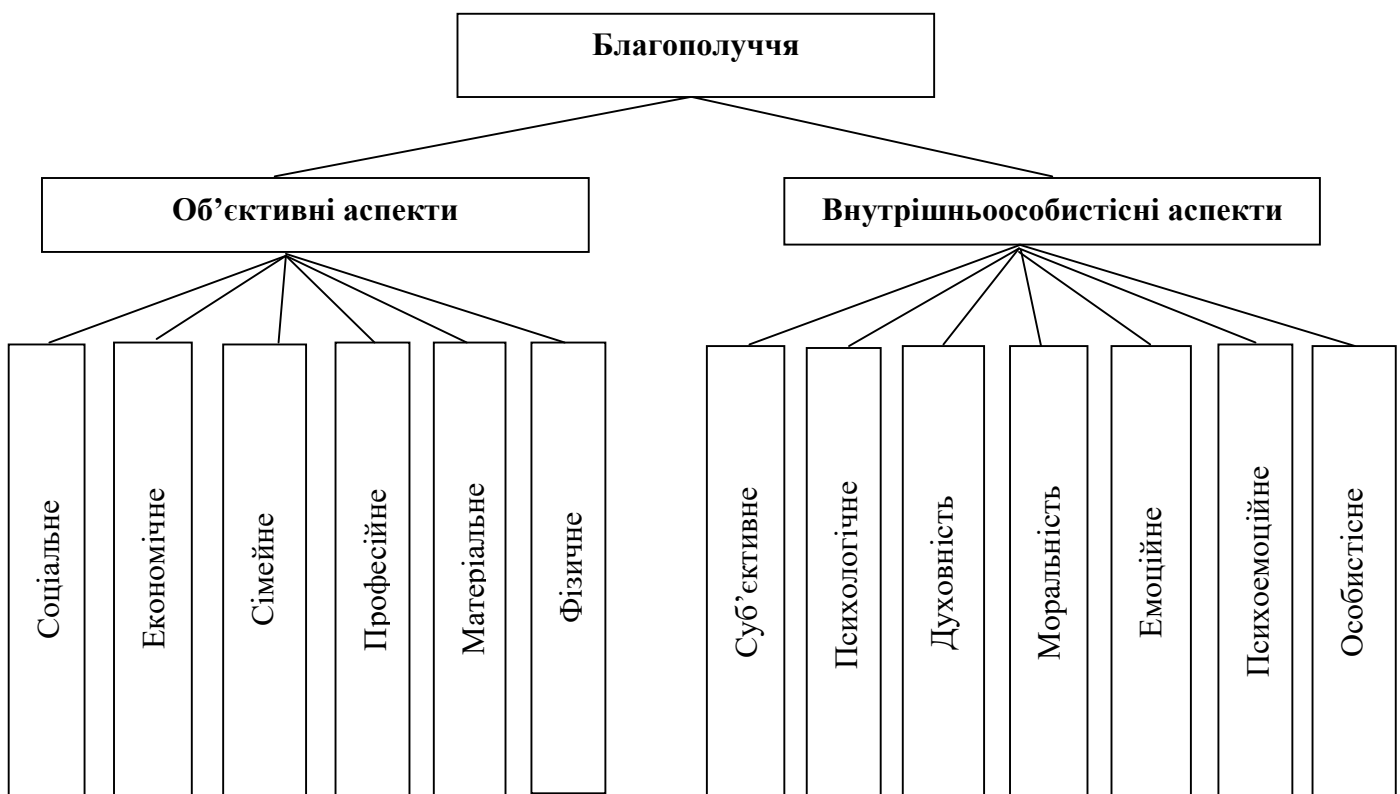 Благополуччя
Об’єктивні аспекти
Внутрішньоособистісні аспекти
Соціальне
Економічне
Сімейне
Професійне
Матеріальне
Фізичне
Суб’єктивне
Психологічне
Духовність
Моральність
Емоційне
Психоемоційне
Особистісне